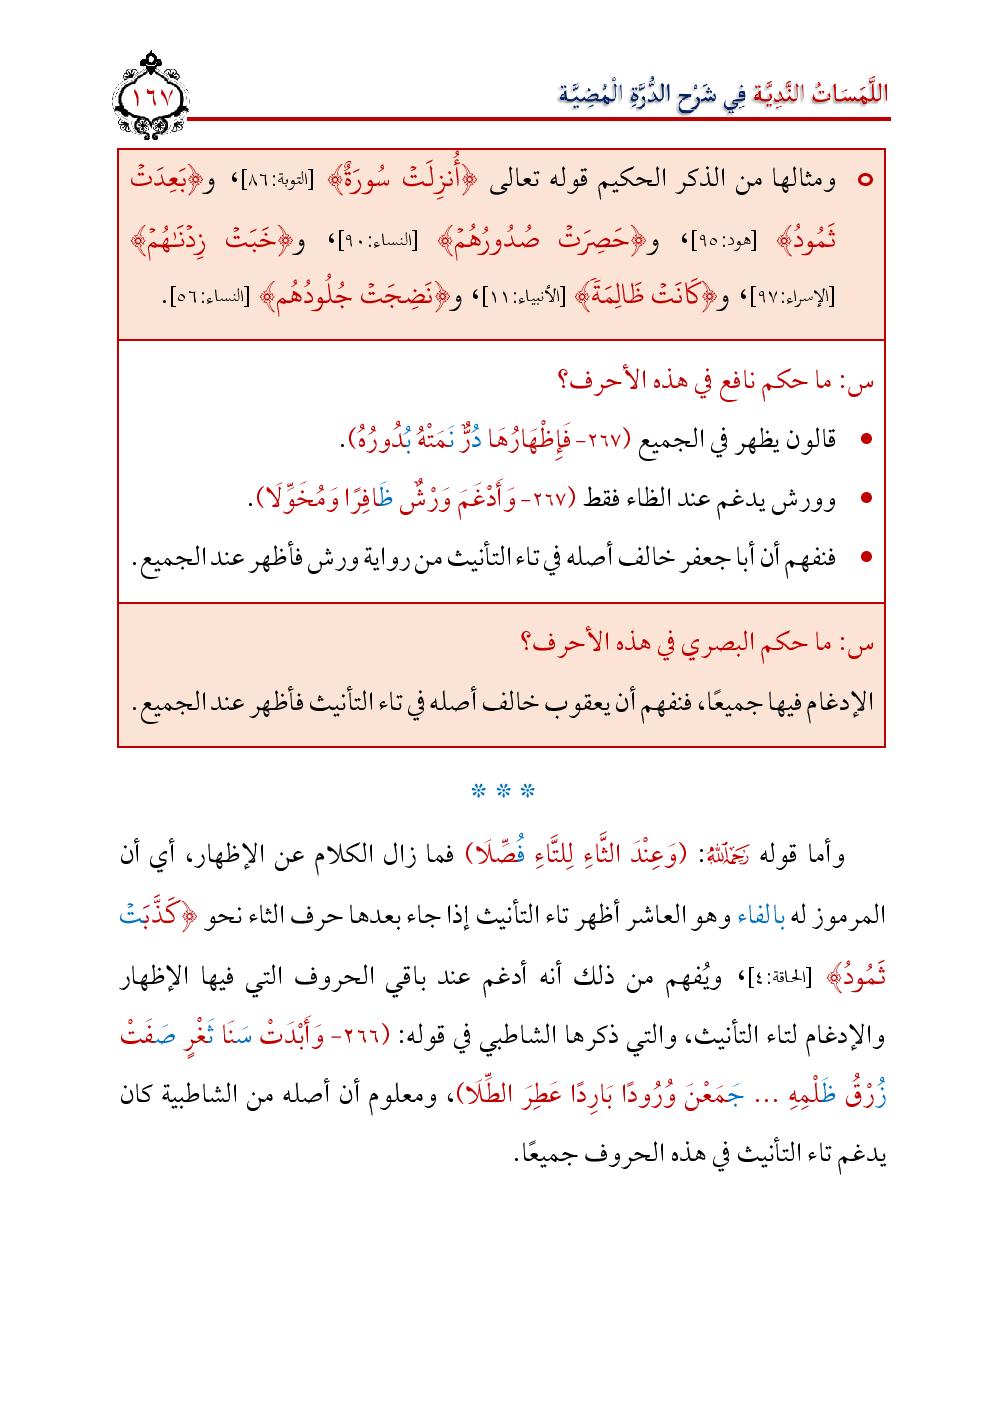 اللَّمَسَاتُ النَّدِيَّة فِي شَرْح الدُّرَّةِ الْمُضِيَّة
١٦٧
ومثالها من الذكر الحكيم قوله تعالى ﴿أُنزِلَتۡ سُورَةٌ﴾ [التوبة:٨٦]، و﴿بَعِدَتۡ
ثَمُودُ﴾ [هود:٩٥]، و﴿حَصِرَتۡ صُدُورُهُمۡ﴾ [النساء:٩٠]، و﴿خَبَتۡ زِدۡنَٰهُمۡ﴾
[الإسراء:٩٧]، و﴿كَانَتۡ ظَالِمَةٗ﴾ [الأنبياء:١١]، و﴿نَضِجَتۡ جُلُودُهُم﴾ [النساء:٥٦].
س: ما حكم نافع في هذه الأحرف؟
• قالون يظهر في الجميع (٢٦٧- فَإِظْهَارُهَا دُرٌّ نَمَتْهُ بُدُورُهُ).
• وورش يدغم عند الظاء فقط (٢٦٧- وَأَدْغَمَ وَرْشٌ ظَافِرًا وَمُخَوِّلَا).
• فنفهم أن أبا جعفر خالف أصله في تاء التأنيث من رواية ورش فأظهر عند الجميع.
س: ما حكم البصري في هذه الأحرف؟
الإدغام فيها جميعًا، فنفهم أن يعقوب خالف أصله في تاء التأنيث فأظهر عند الجميع.
* * *
وأما قوله رَحِمَهُ اللَّهُ: (وَعِنْدَ الثَّاءِ لِلتَّاءِ فُصِّلَا) فما زال الكلام عن الإظهار، أي أن
المرموز له بالفاء وهو العاشر أظهر تاء التأنيث إذا جاء بعدها حرف الثاء نحو ﴿كَذَّبَتۡ
ثَمُودُ﴾ [الحاقة:٤]، ويُفهم من ذلك أنه أدغم عند باقي الحروف التي فيها الإظهار
والإدغام لتاء التأنيث، والتي ذكرها الشاطبي في قوله: (٢٦٦- وَأَبْدَتْ سَنَا ثَغْرٍ صَفَتْ
زُرْقُ ظَلْمِهِ ... جَمَعْنَ وُرُودًا بَارِدًا عَطِرَ الطِّلَا)، ومعلوم أن أصله من الشاطبية كان
يدغم تاء التأنيث في هذه الحروف جميعًا.